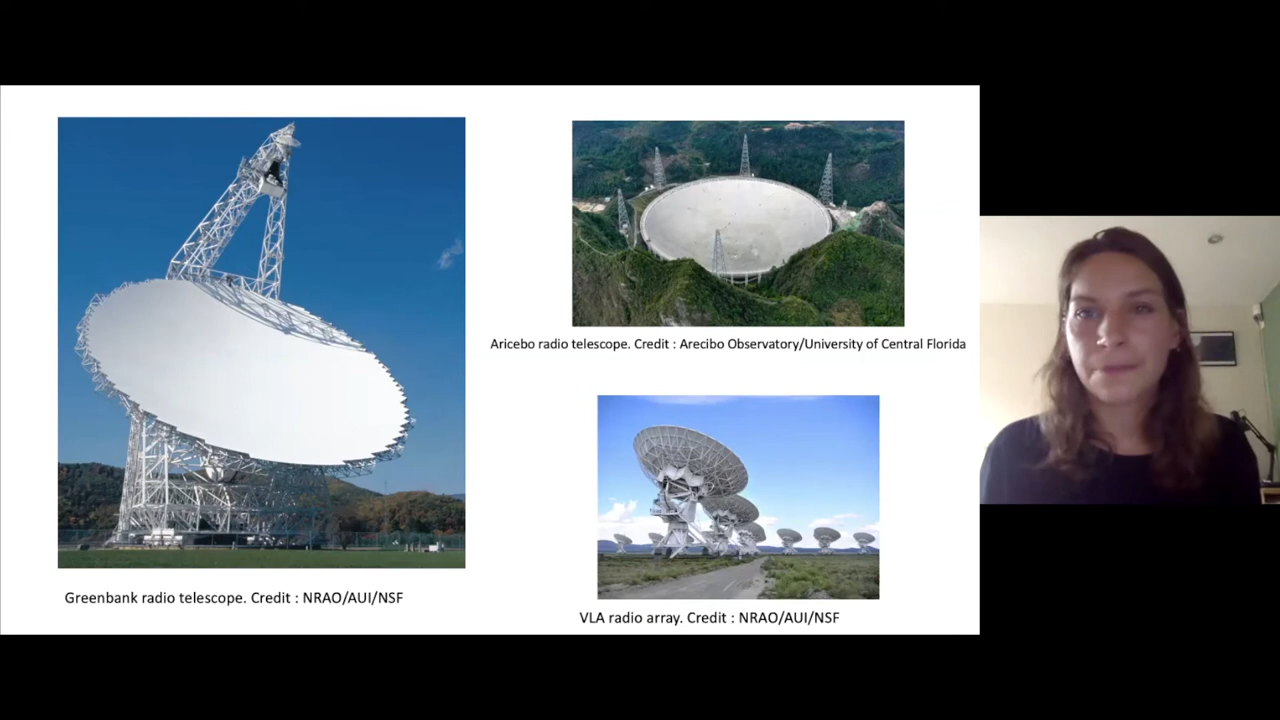 Aricebo radio telescope. Credit : Arecibo Observatory/University of Central Florida
Greenbank radio telescope. Credit : NRAO/AUI/NSF
VLA radio array. Credit : NRAO/AUI/NSF